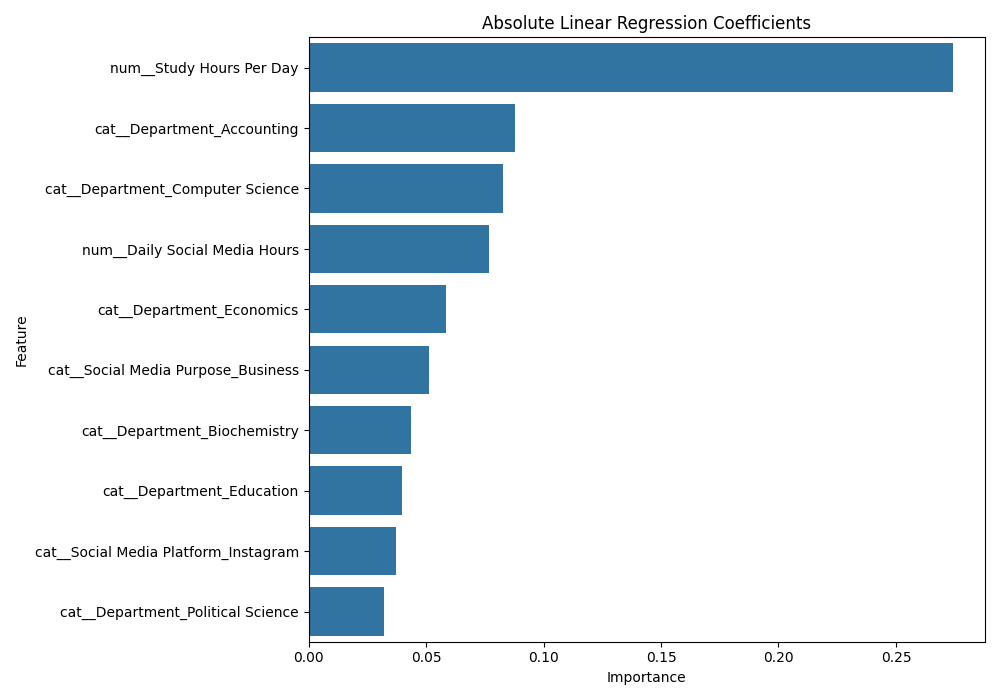 Absolute Linear Regression Coefficients
Feature
num__Study Hours Per Day
cat__Department_Accounting
cat__Department_Computer Science
num__Daily Social Media Hours
cat__Department_Economics
cat__Social Media Purpose_Business
cat__Department_Biochemistry
cat__Department_Education
cat__Social Media Platform_Instagram
cat__Department_Political Science
0.00 0.05 0.10 0.15 0.20 0.25
Importance